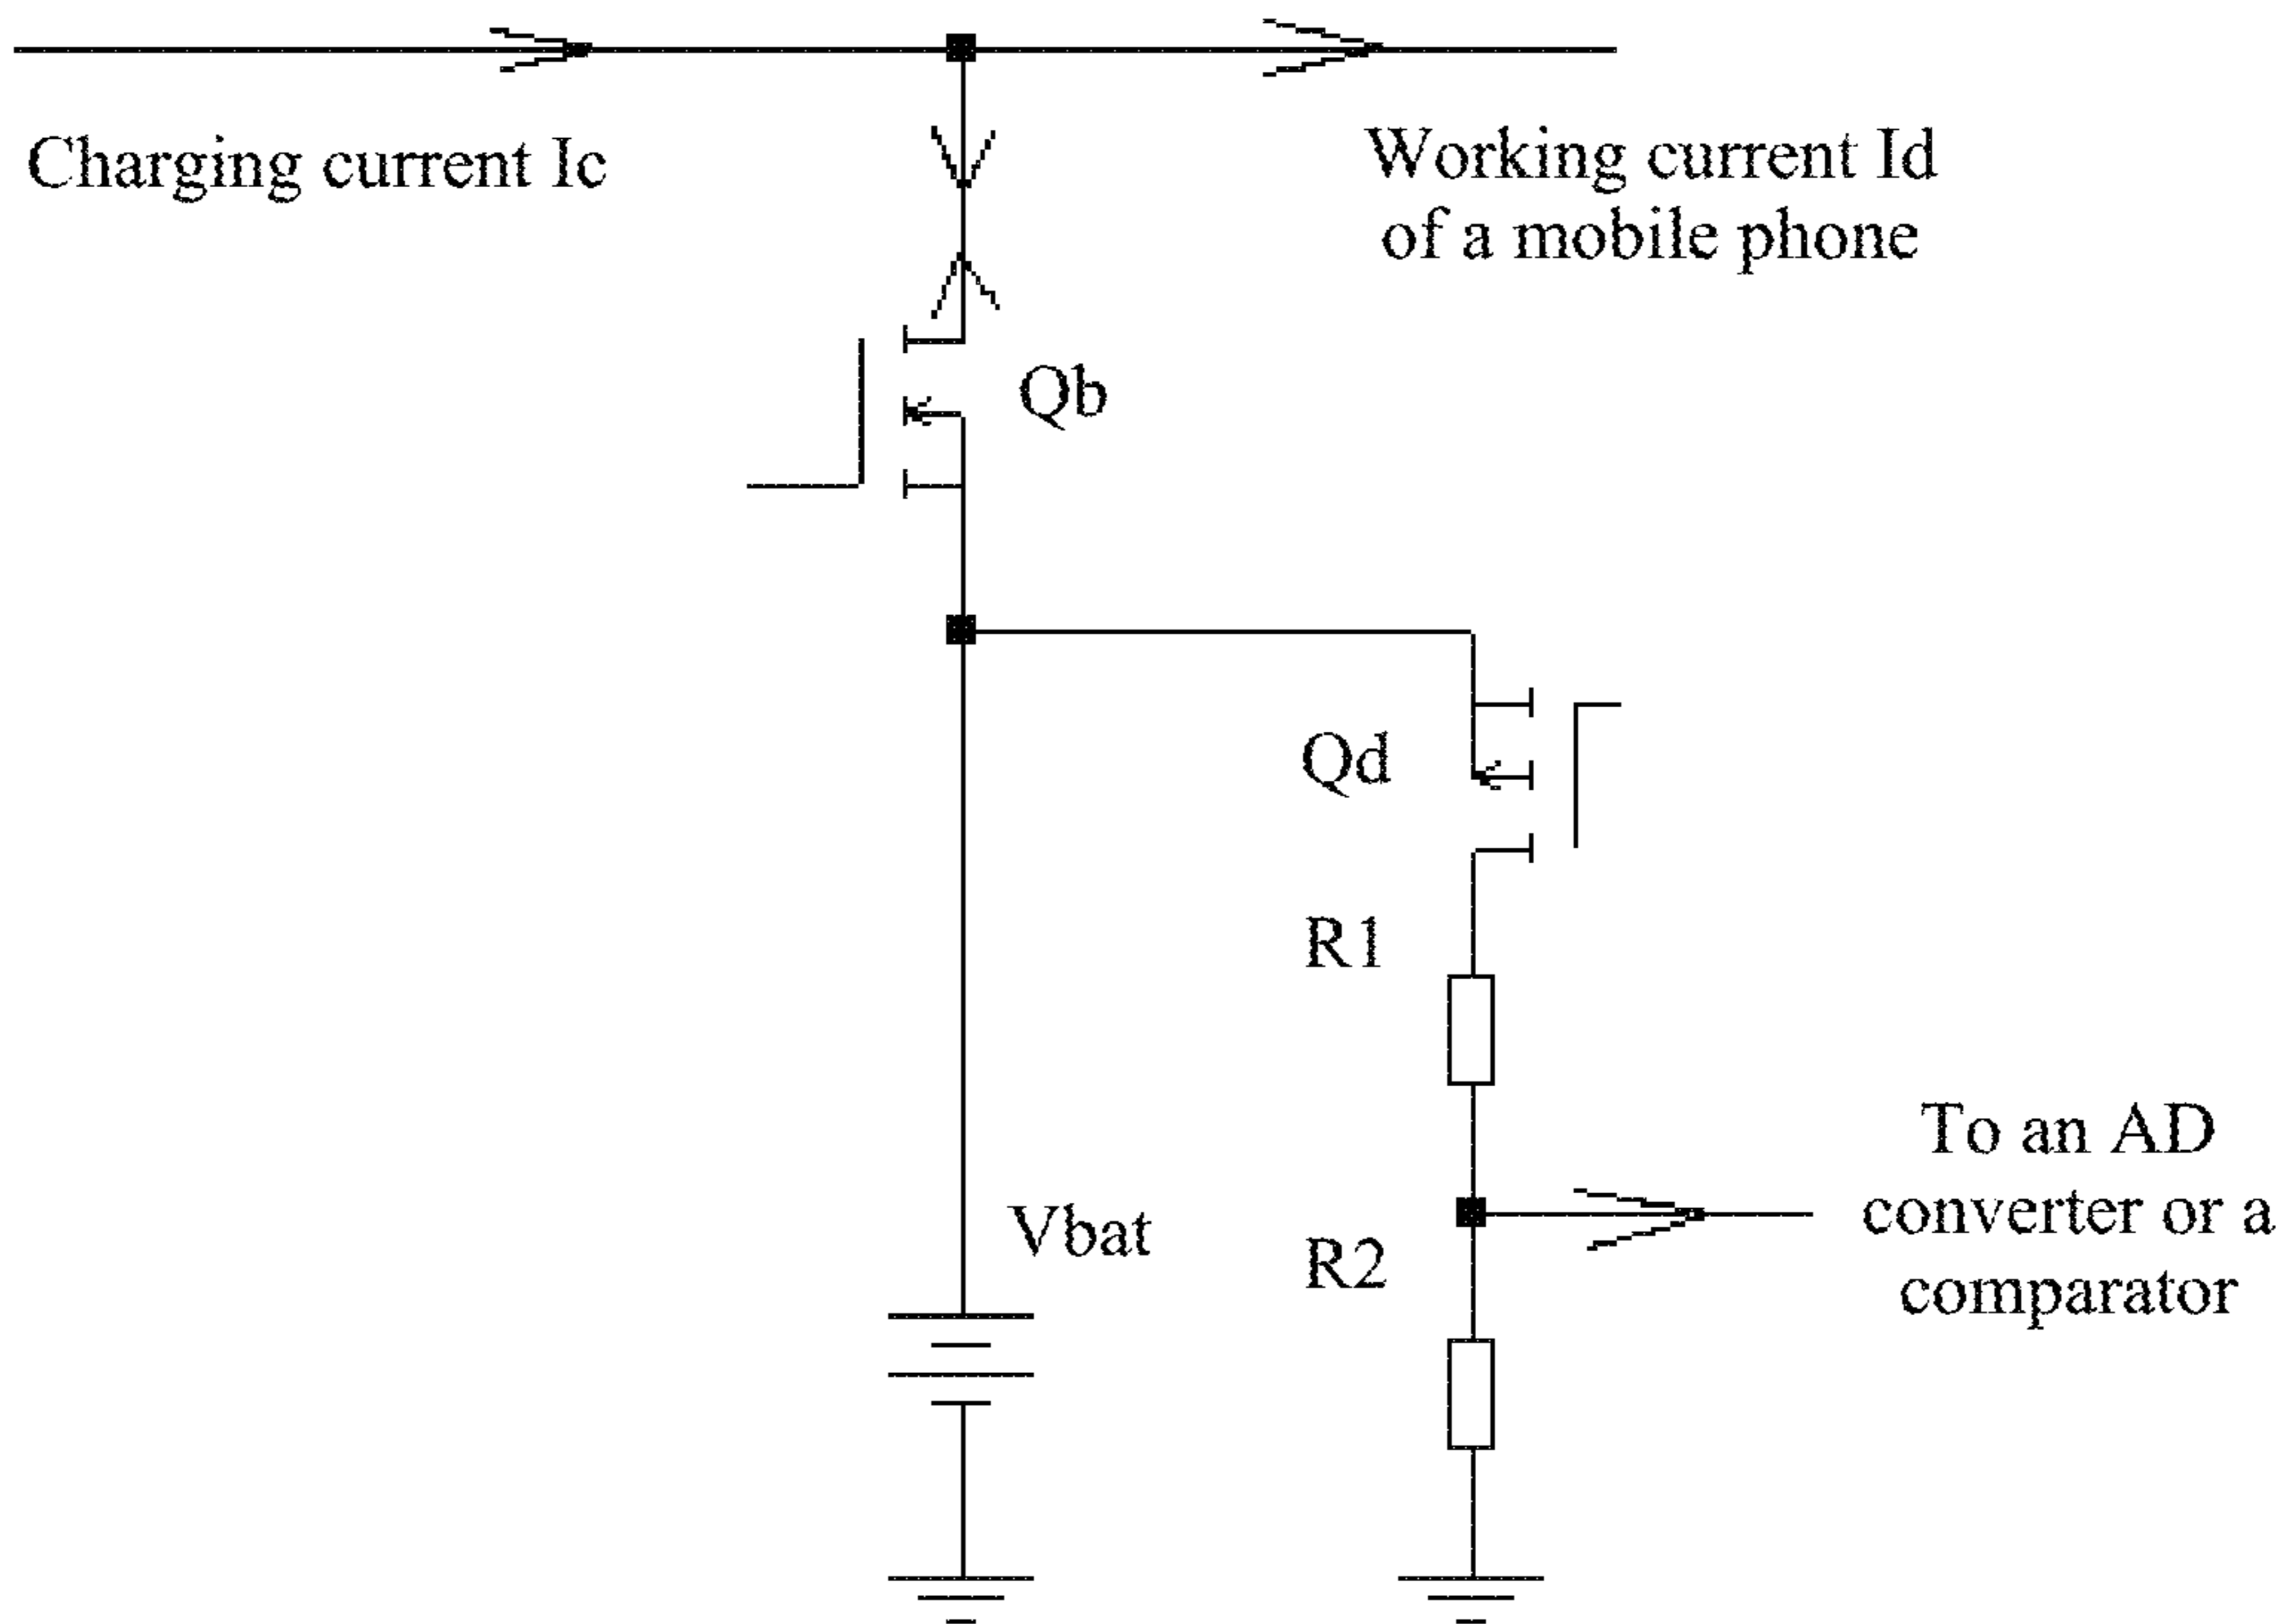 Charging current Ic
Working current Id
of a mobile phone
Qb
Qd
R1
To an AD
converter or a
comparator
Vbat
R2